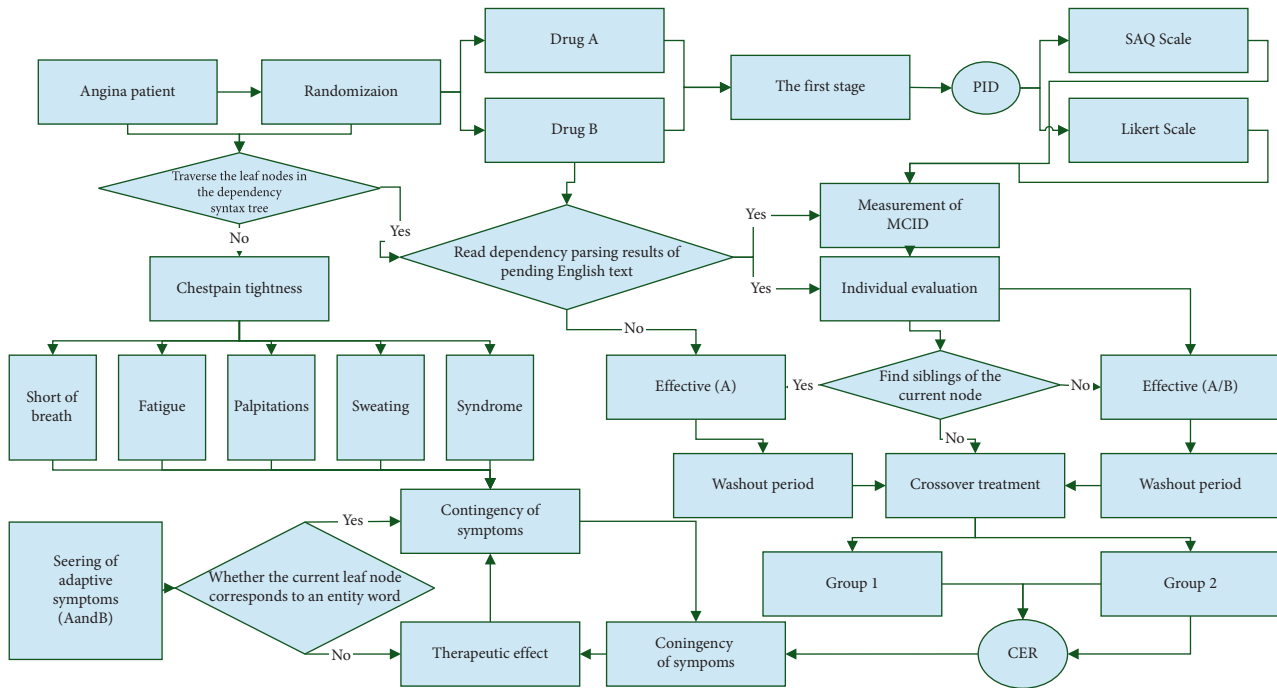 Drug A
SAQ Scale
Angina patient
Randomizaion
The first stage
PID
Drug B
Likert Scale
Traverse the leaf nodes in
the dependency
syntax tree
Yes
No
Read dependency parsing results of
pending English text
Yes
Yes
No
Measurement of
MCID
Individual evaluation
Chestpain tightness
Short of
breath
Fatigue
Palpitations
Sweating
Syndrome
Effective (A)
Yes
Find siblings of the
current node
No
No
Effective (A/B)
Washout period
Crossover treatment
Washout period
Contingency of
symptoms
Yes
Seering of
adaptive
symptoms
(AandB)
Whether the current leaf node
corresponds to an entity word
No
Therapeutic effect
Coningency
of sympoms
Group 1
Group 2
CER